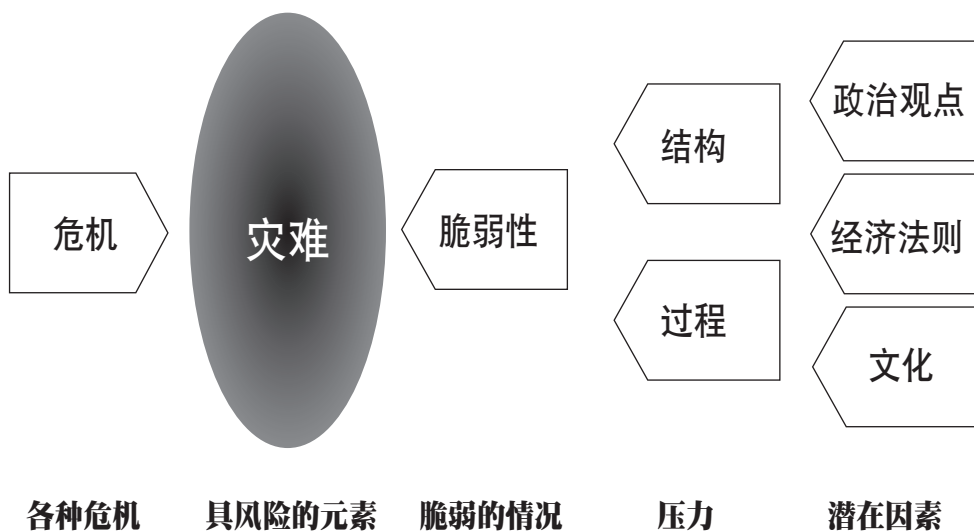 政治观点
结构
危机
灾难
脆弱性
经济法则
过程
文化
各种危机
具风险的元素
脆弱的情况
压力
潜在因素